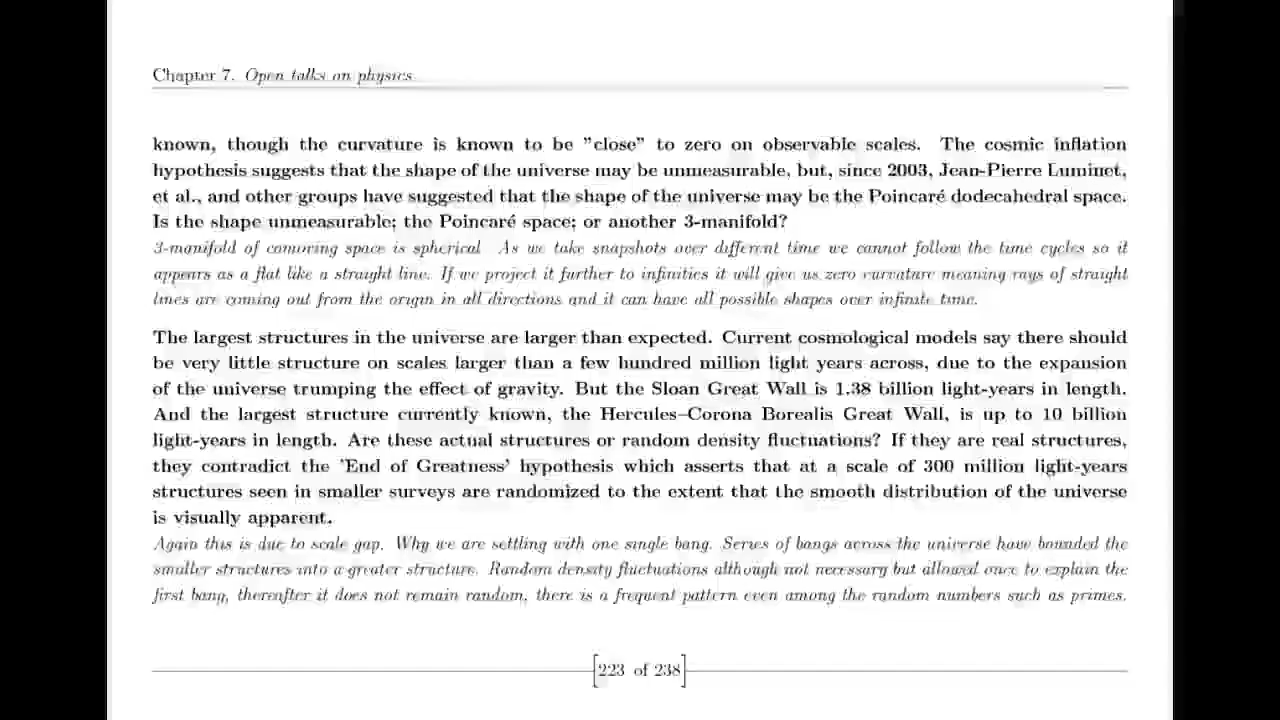 Chapter 7. Open talks on physics
known, though the curvature is known to be "close" to zero on observable scales. The cosmic inflation
hypothesis suggests that the shape of the universe may be unmeasurable, but, since 2003, Jean-Pierre Luminet,
et al., and other groups have suggested that the shape of the universe may be the Poincaré dodecahedral space.
Is the shape unmeasurable; the Poincaré space; or another 3-manifold?
3-manifold of comoving space is spherical. As we take snapshots over different time we cannot follow the time cycles so it
appears as a flat like a straight line. If we project it further to infinities it will give us zero curvature meaning rays of straight
lines are coming out from the origin in all directions and it can have all possible shapes over infinite time.
The largest structures in the universe are larger than expected. Current cosmological models say there should
be very little structure on scales larger than a few hundred million light years across, due to the expansion
of the universe trumping the effect of gravity. But the Sloan Great Wall is 1.38 billion light-years in length.
And the largest structure currently known, the Hercules–Corona Borealis Great Wall, is up to 10 billion
light-years in length. Are these actual structures or random density fluctuations? If they are real structures,
they contradict the 'End of Greatness' hypothesis which asserts that at a scale of 300 million light-years
structures seen in smaller surveys are randomized to the extent that the smooth distribution of the universe
is visually apparent.
Again this is due to scale gap. Why we are settling with one single bang. Series of bangs across the universe have bounded the
smaller structures into a greater structure. Random density fluctuations although not necessary but allowed once to explain the
first bang, thereafter it does not remain random, there is a frequent pattern even among the random numbers such as primes.
223 of 238